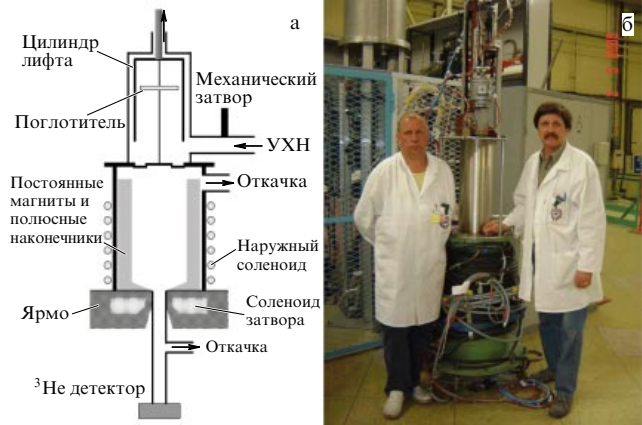 а
Цилиндр
лифта
Механический
затвор
Поглотитель
УХН
Постоянные
магниты и
полюсные
наконечники
Откачка
Наружный
соленоид
Ярмо
Соленоид
затвора
Откачка
³He детектор
б